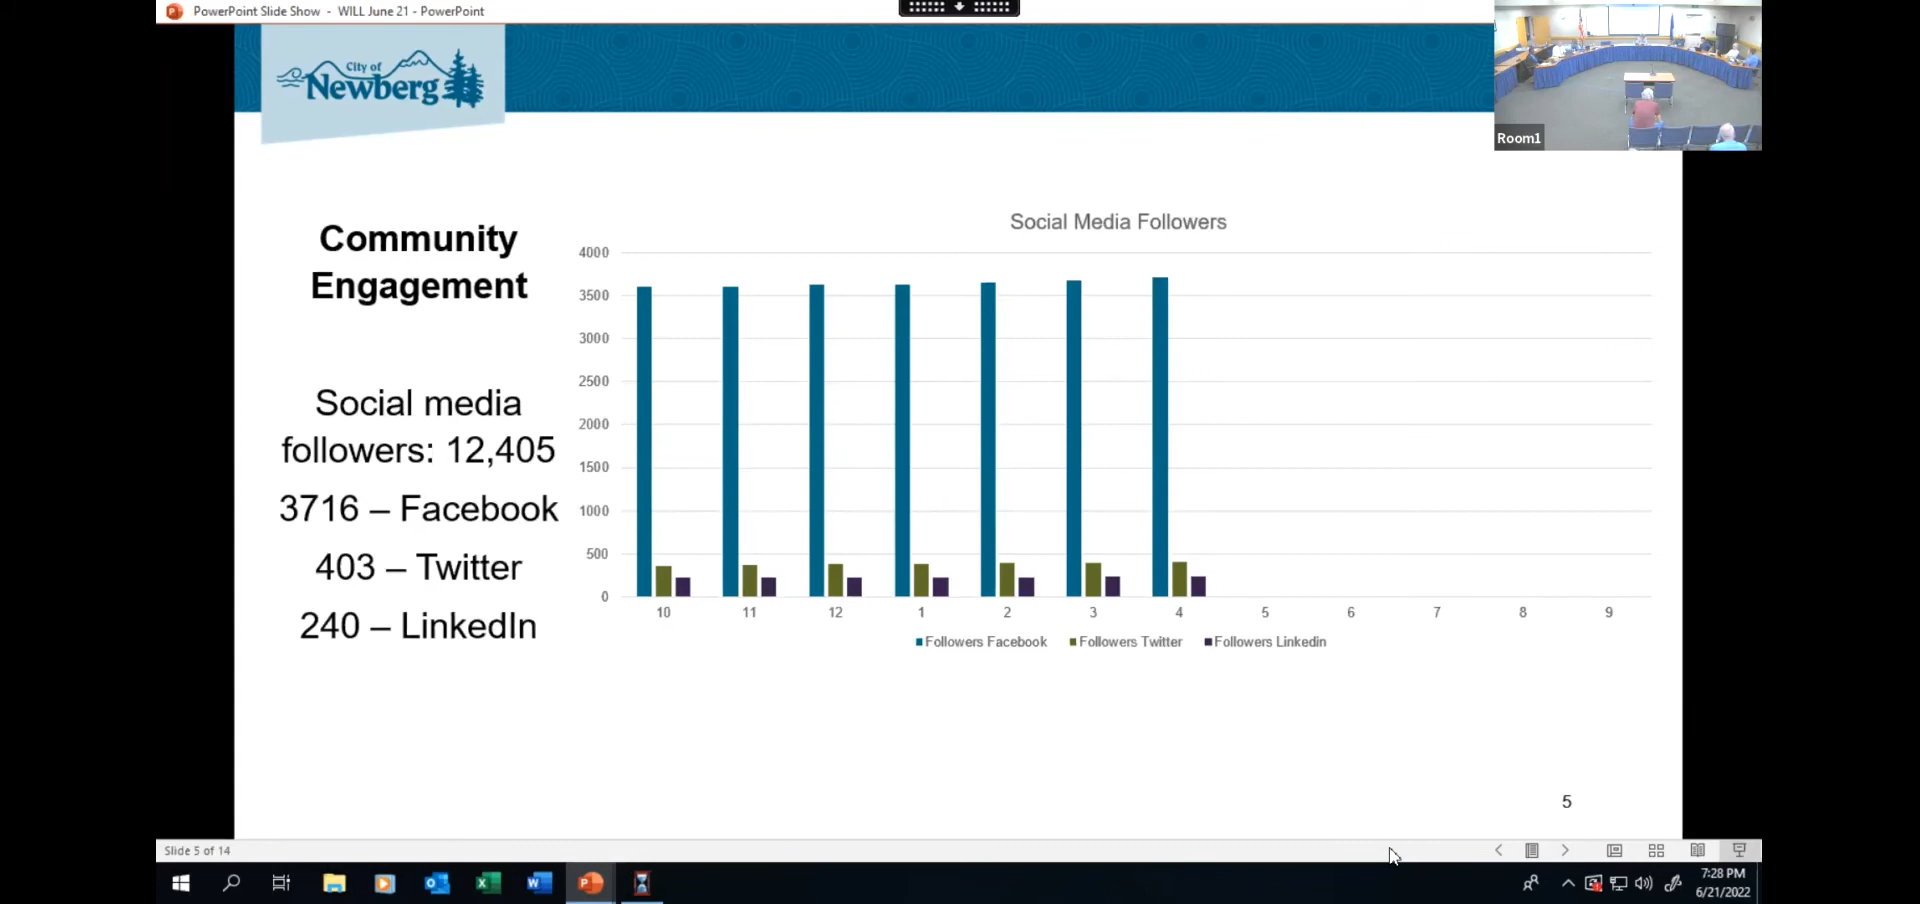 PowerPoint Slide Show - WILL June 21 - PowerPoint
City of
Newberg
Room1
Community
Engagement
Social media
followers: 12,405
3716 – Facebook
403 – Twitter
240 – LinkedIn
Social Media Followers
4000
3500
3000
2500
2000
1500
1000
500
0
10 11 12 1 2 3 4 5 6 7 8 9
Followers Facebook Followers Twitter Followers Linkedin
5
Slide 5 of 14
7:28 PM
6/21/2022